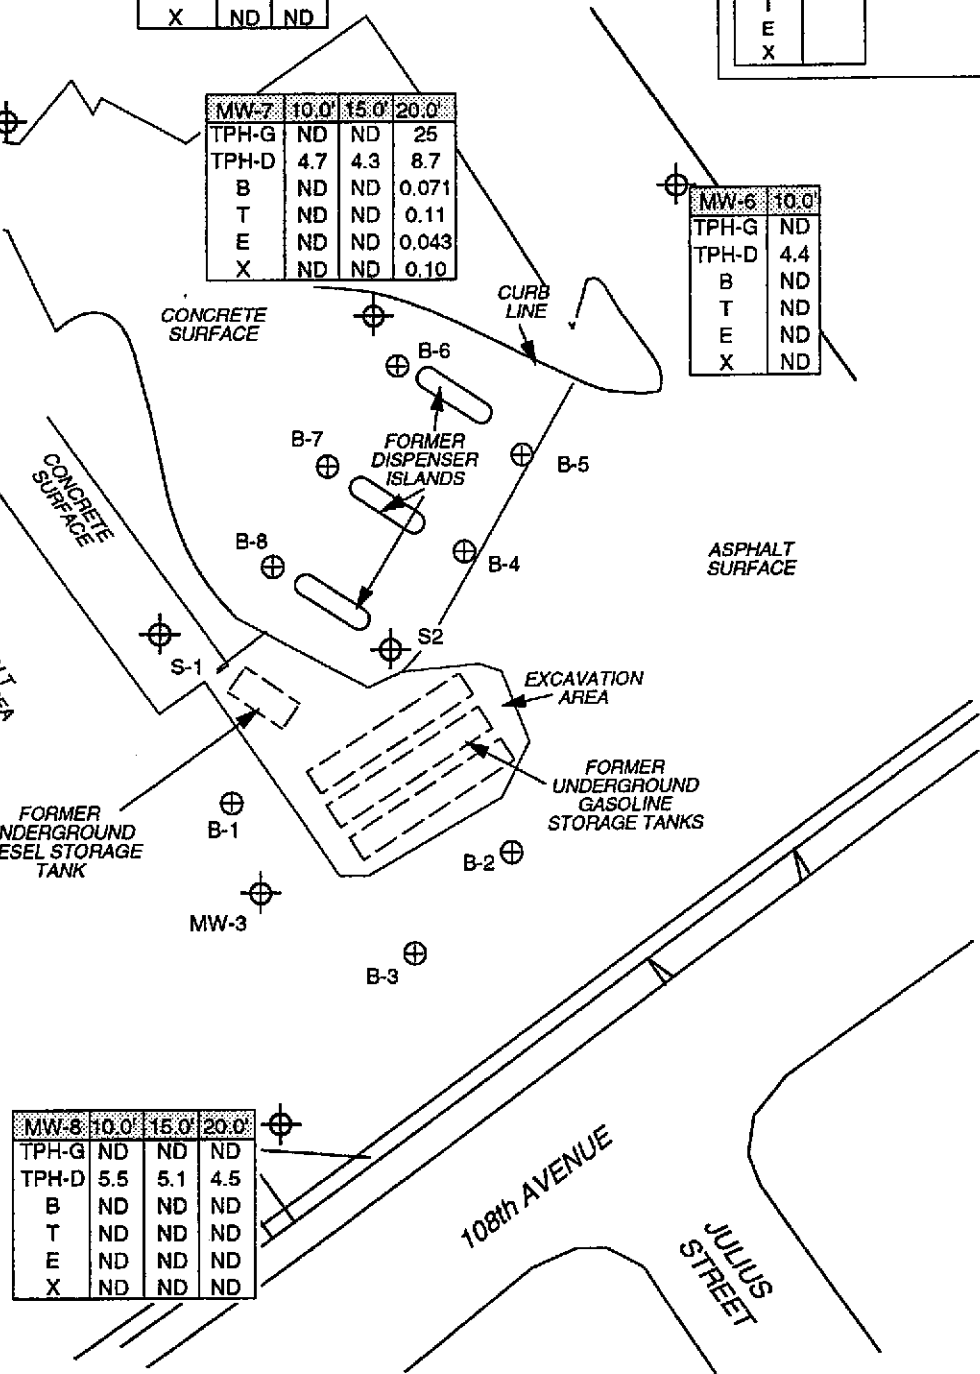 X ND ND
T
E
X
MW-7 10.0' 15.0' 20.0'
TPH-G ND ND 25
TPH-D 4.7 4.3 8.7
B ND ND 0.071
T ND ND 0.11
E ND ND 0.043
X ND ND 0.10
MW-6 10.0'
TPH-G ND
TPH-D 4.4
B ND
T ND
E ND
X ND
CONCRETE
SURFACE
CURB
LINE
B-6
B-7
FORMER
DISPENSER
ISLANDS
B-5
CONCRETE
SURFACE
B-8
B-4
ASPHALT
SURFACE
S2
S-1
EXCAVATION
AREA
FORMER
UNDERGROUND
GASOLINE
STORAGE TANKS
FORMER
NDERGROUND
ESEL STORAGE
TANK
B-1
B-2
MW-3
B-3
MW-8 10.0' 15.0' 20.0'
TPH-G ND ND ND
TPH-D 5.5 5.1 4.5
B ND ND ND
T ND ND ND
E ND ND ND
X ND ND ND
108th AVENUE
JULIUS
STREET